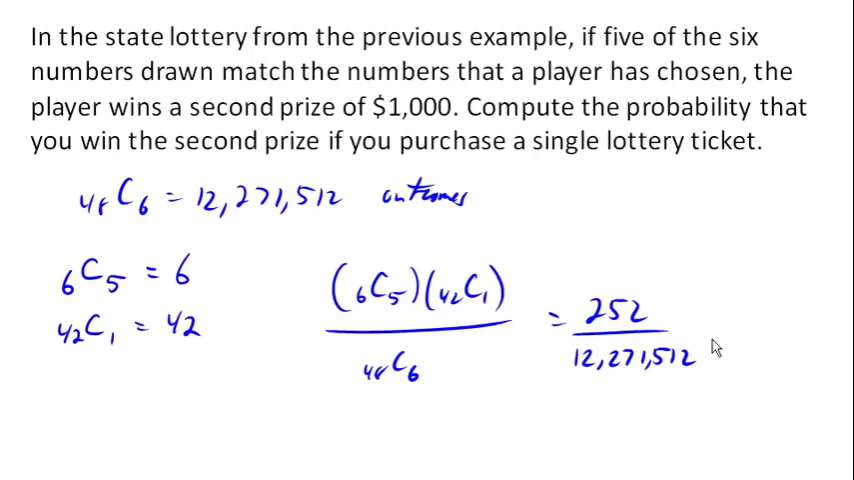 In the state lottery from the previous example, if five of the six
numbers drawn match the numbers that a player has chosen, the
player wins a second prize of $1,000. Compute the probability that
you win the second prize if you purchase a single lottery ticket.
₄₈C₆ = 12,271,512 outcomes
₆C₅ = 6
₄₂C₁ = 42
(₆C₅)(₄₂C₁)
₄₈C₆
= 252
12,271,512